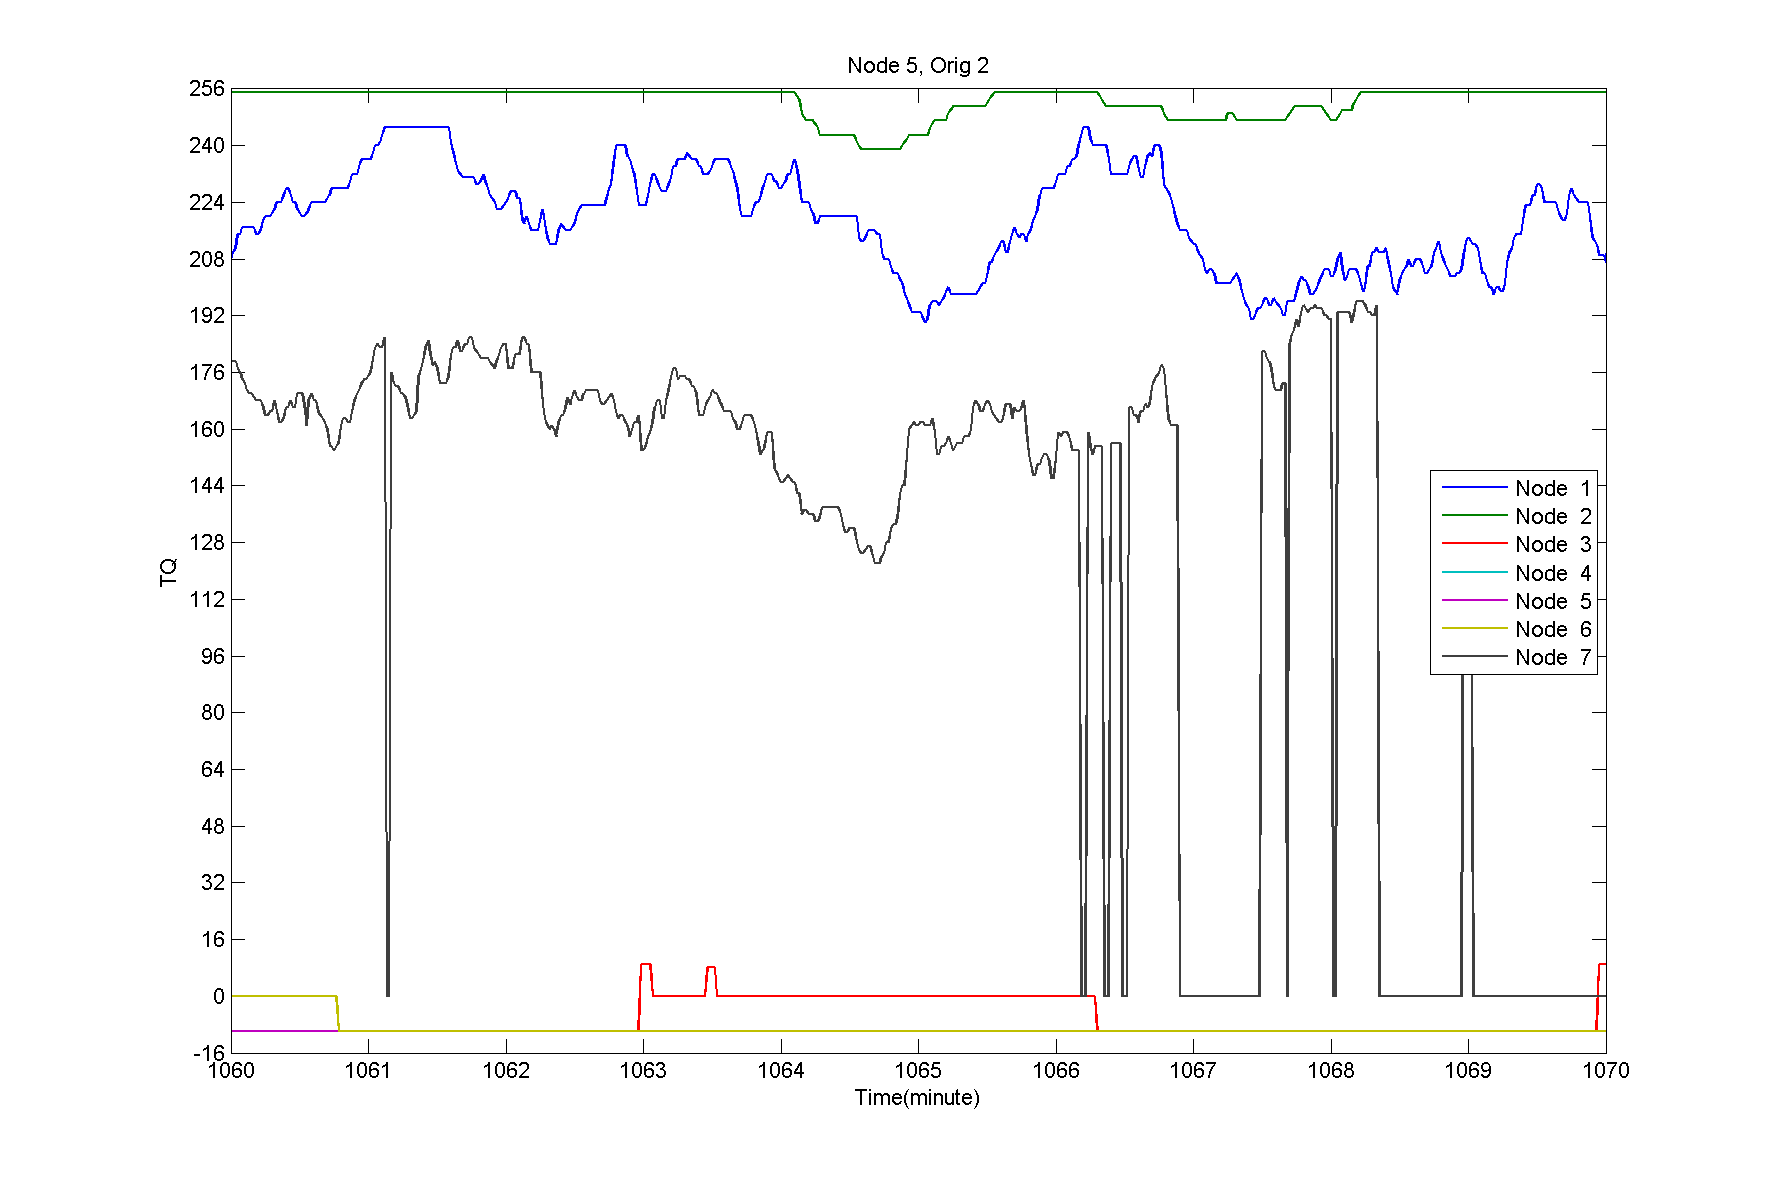 Node 5, Orig 2
256
240
224
208
192
176
160
144
128
112
96
80
64
48
32
16
0
-16
TQ
Node 1
Node 2
Node 3
Node 4
Node 5
Node 6
Node 7
1060 1061 1062 1063 1064 1065 1066 1067 1068 1069 1070
Time(minute)